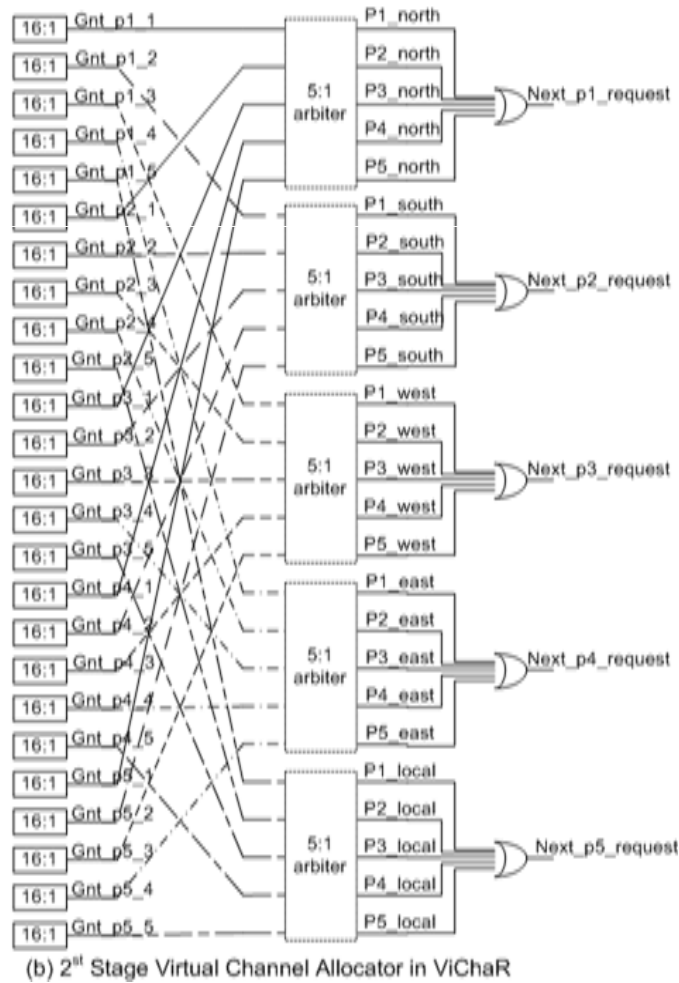 16:1 Gnt_p1_1
16:1 Gnt_p1_2
16:1 Gnt_p1_3
16:1 Gnt_p1_4
16:1 Gnt_p1_5
16:1 Gnt_p2_1
16:1 Gnt_p2_2
16:1 Gnt_p2_3
16:1 Gnt_p2_4
16:1 Gnt_p2_5
16:1 Gnt_p3_1
16:1 Gnt_p3_2
16:1 Gnt_p3_3
16:1 Gnt_p3_4
16:1 Gnt_p3_5
16:1 Gnt_p4_1
16:1 Gnt_p4_2
16:1 Gnt_p4_3
16:1 Gnt_p4_4
16:1 Gnt_p4_5
16:1 Gnt_p5_1
16:1 Gnt_p5_2
16:1 Gnt_p5_3
16:1 Gnt_p5_4
16:1 Gnt_p5_5
5:1
arbiter
P1_north
P2_north
P3_north
P4_north
P5_north
Next_p1_request
5:1
arbiter
P1_south
P2_south
P3_south
P4_south
P5_south
Next_p2_request
5:1
arbiter
P1_west
P2_west
P3_west
P4_west
P5_west
Next_p3_request
5:1
arbiter
P1_east
P2_east
P3_east
P4_east
P5_east
Next_p4_request
5:1
arbiter
P1_local
P2_local
P3_local
P4_local
P5_local
Next_p5_request
(b) 2st Stage Virtual Channel Allocator in ViChaR